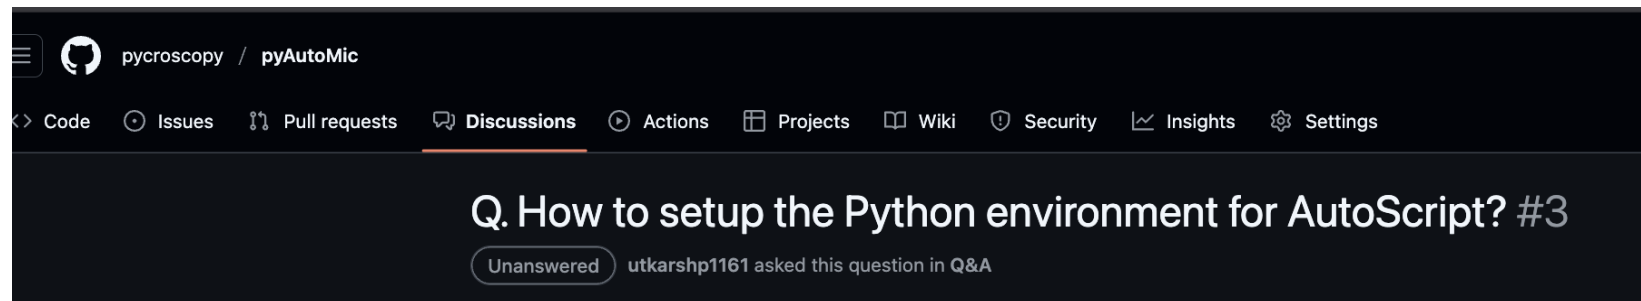 pycroscopy / pyAutoMic
Code Issues Pull requests Discussions Actions Projects Wiki Security Insights Settings
Q. How to setup the Python environment for AutoScript? #3
Unanswered utkarshp1161 asked this question in Q&A